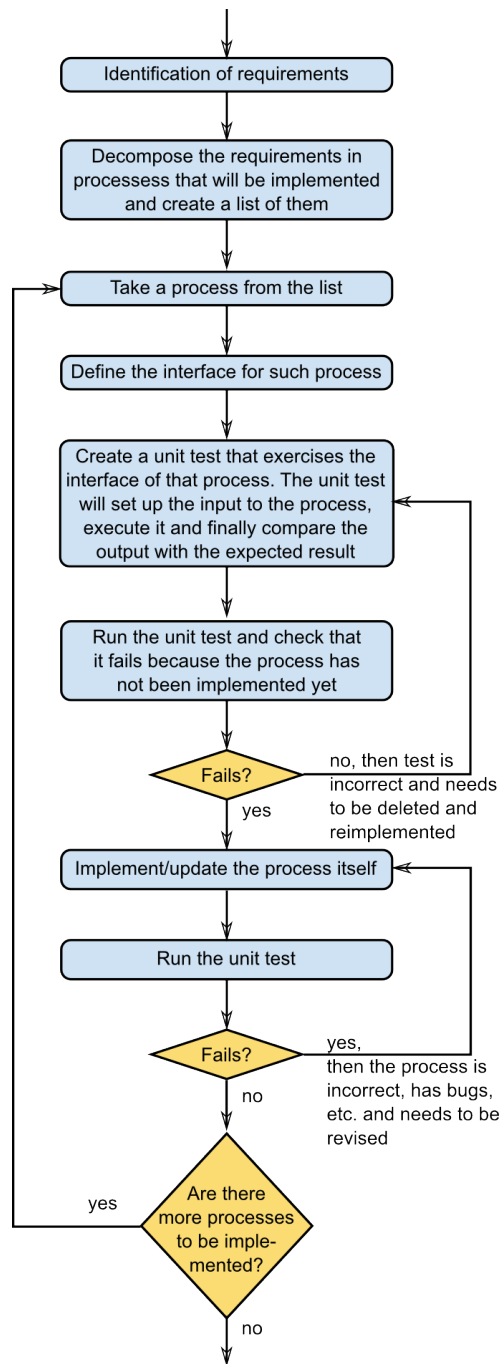 Identification of requirements
Decompose the requirements in
processess that will be implemented
and create a list of them
Take a process from the list
Define the interface for such process
Create a unit test that exercises the
interface of that process. The unit test
will set up the input to the process,
execute it and finally compare the
output with the expected result
Run the unit test and check that
it fails because the process has
not been implemented yet
Fails?
no, then test is
incorrect and needs
to be deleted and
reimplemented
yes
Implement/update the process itself
Run the unit test
Fails?
yes,
then the process is
incorrect, has bugs,
etc. and needs to be
revised
no
Are there
more processes
to be imple-
mented?
yes
no